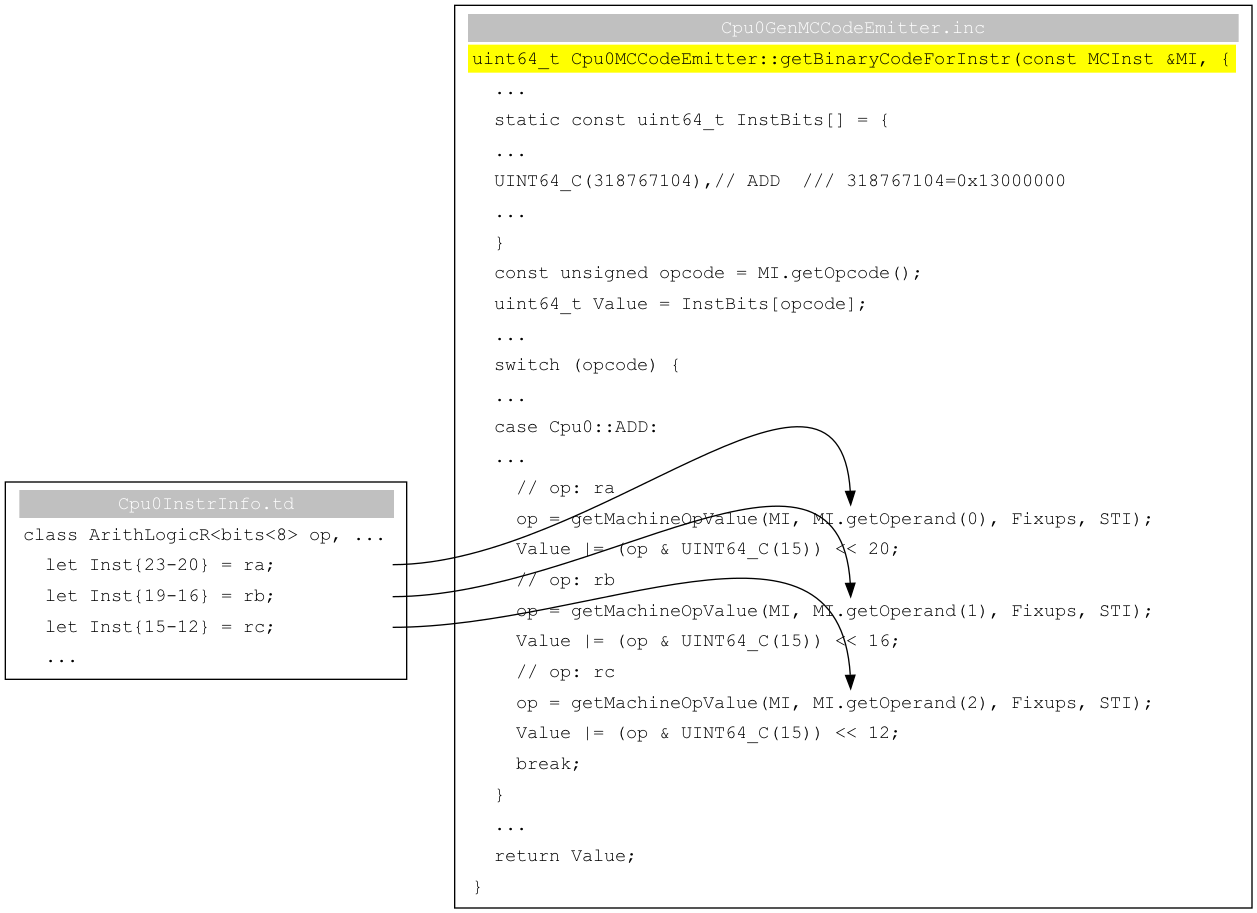 Cpu0GenMCCodeEmitter.inc
uint64_t Cpu0MCCodeEmitter::getBinaryCodeForInstr(const MCInst &MI, {
...
static const uint64_t InstBits[] = {
...
UINT64_C(318767104),// ADD  /// 318767104=0x13000000
...
}
const unsigned opcode = MI.getOpcode();
uint64_t Value = InstBits[opcode];
...
switch (opcode) {
...
case Cpu0::ADD:
...
// op: ra
op = getMachineOpValue(MI, MI.getOperand(0), Fixups, STI);
Value |= (op & UINT64_C(15)) << 20;
// op: rb
op = getMachineOpValue(MI, MI.getOperand(1), Fixups, STI);
Value |= (op & UINT64_C(15)) << 16;
// op: rc
op = getMachineOpValue(MI, MI.getOperand(2), Fixups, STI);
Value |= (op & UINT64_C(15)) << 12;
break;
}
...
return Value;
}
Cpu0InstrInfo.td
class ArithLogicR<bits<8> op, ...
let Inst{23-20} = ra;
let Inst{19-16} = rb;
let Inst{15-12} = rc;
...